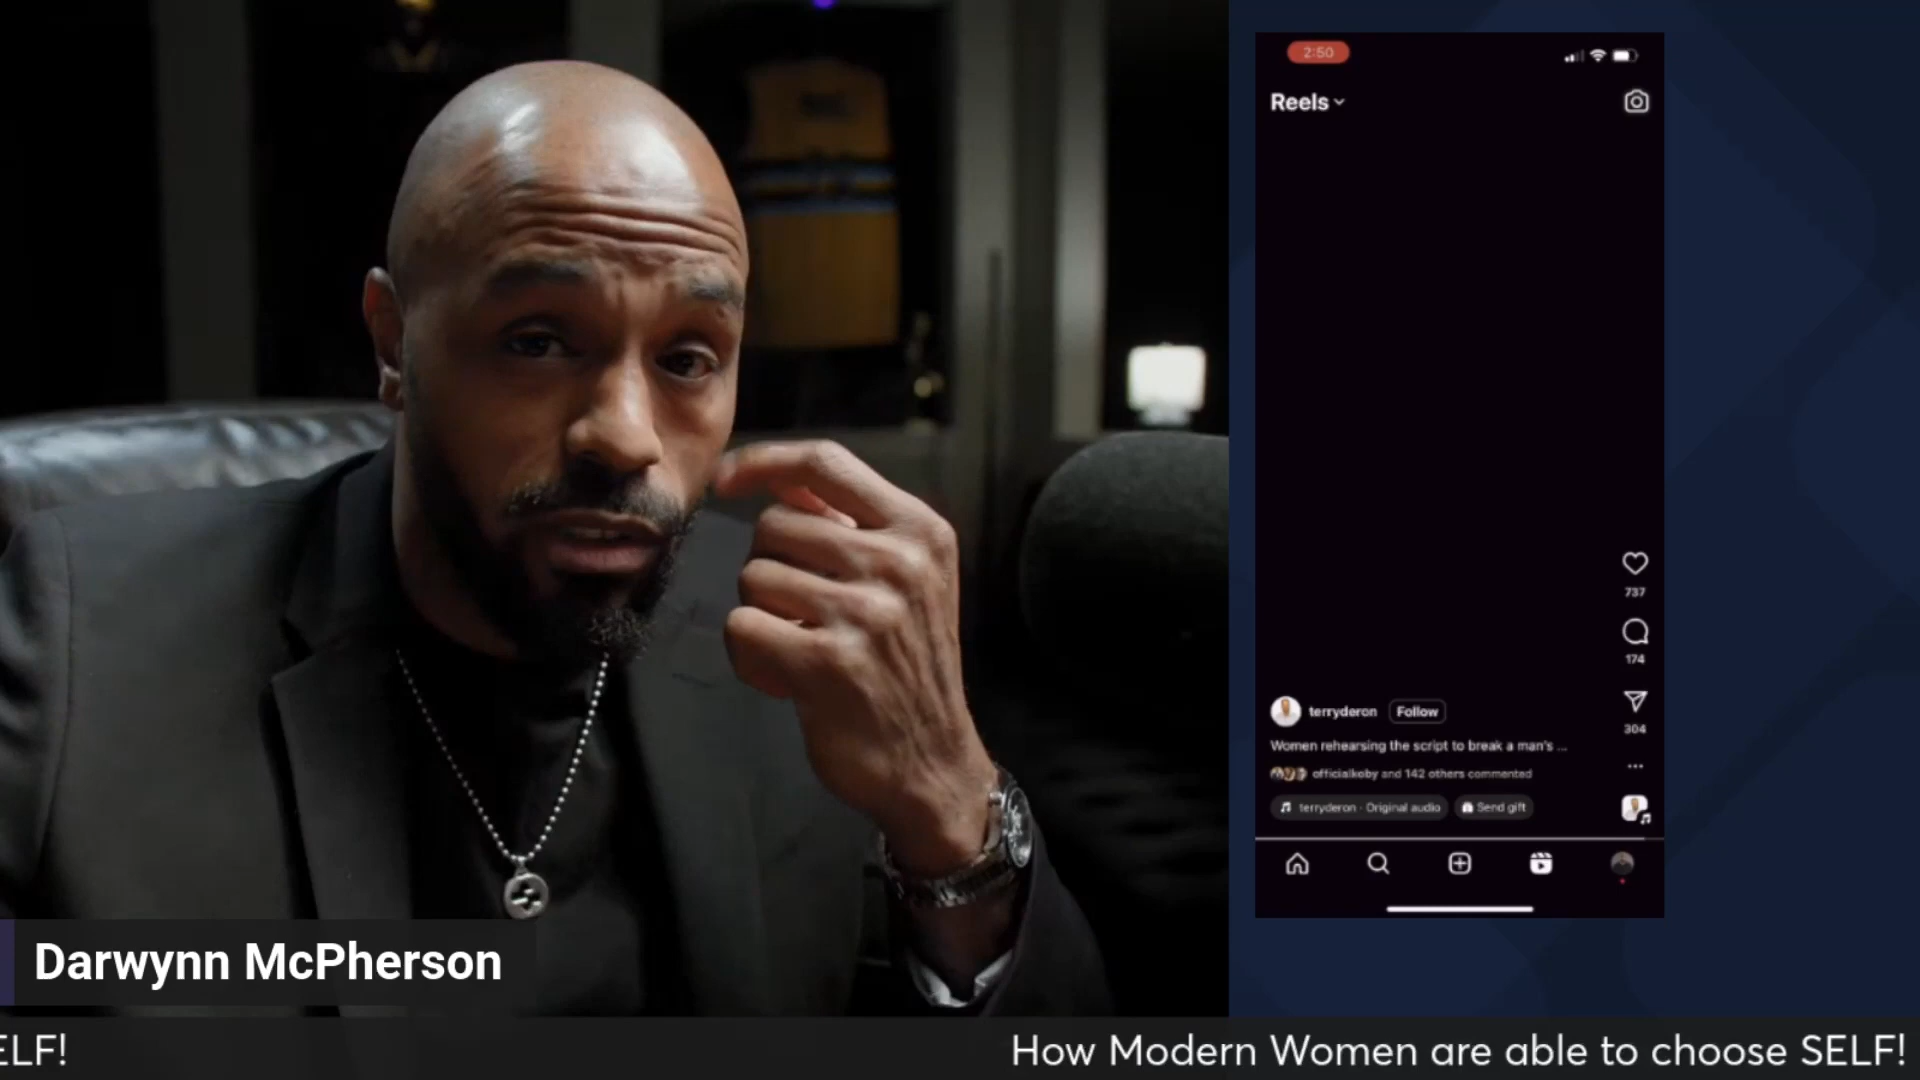 2:50
Reels
737
174
304
terryderon Follow
Women rehearsing the script to break a man's ...
officialkoby and 142 others commented
terryderon · Original audio Send gift
Darwynn McPherson
ELF!
How Modern Women are able to choose SELF!